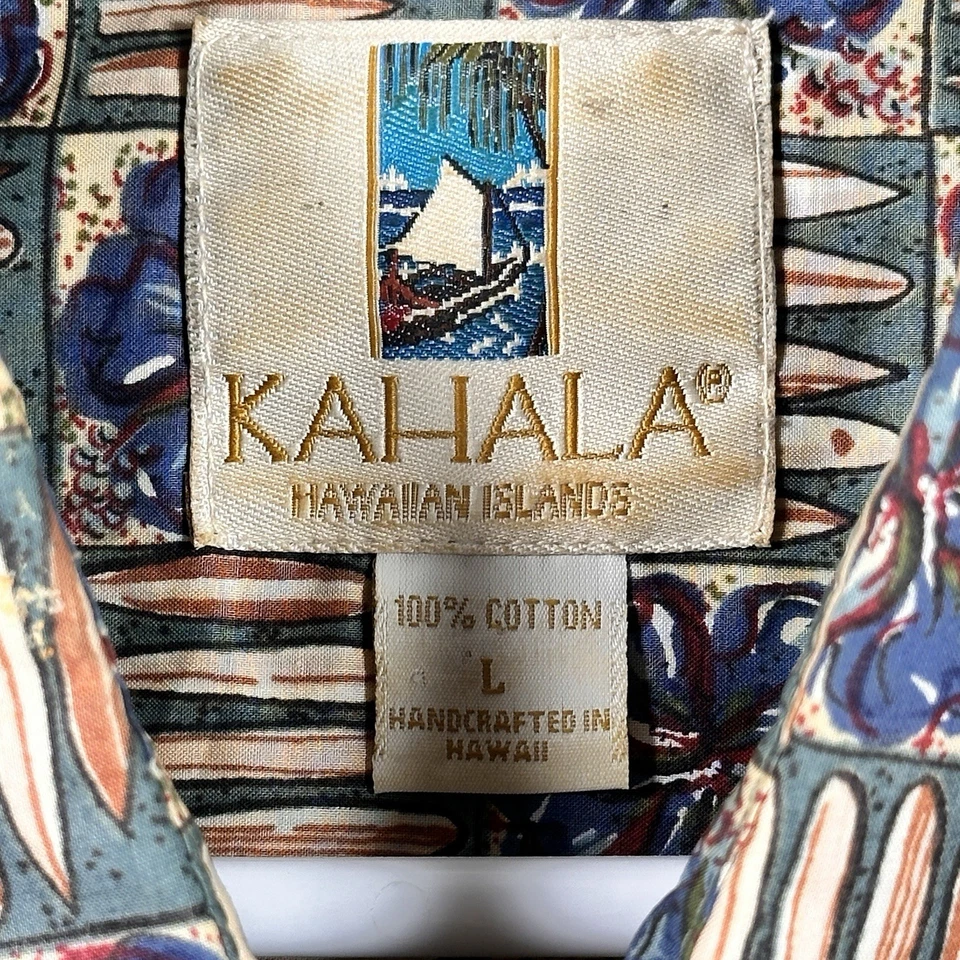 KAHALA®
HAWAIIAN ISLANDS
100% COTTON
L
HANDCRAFTED IN
HAWAII